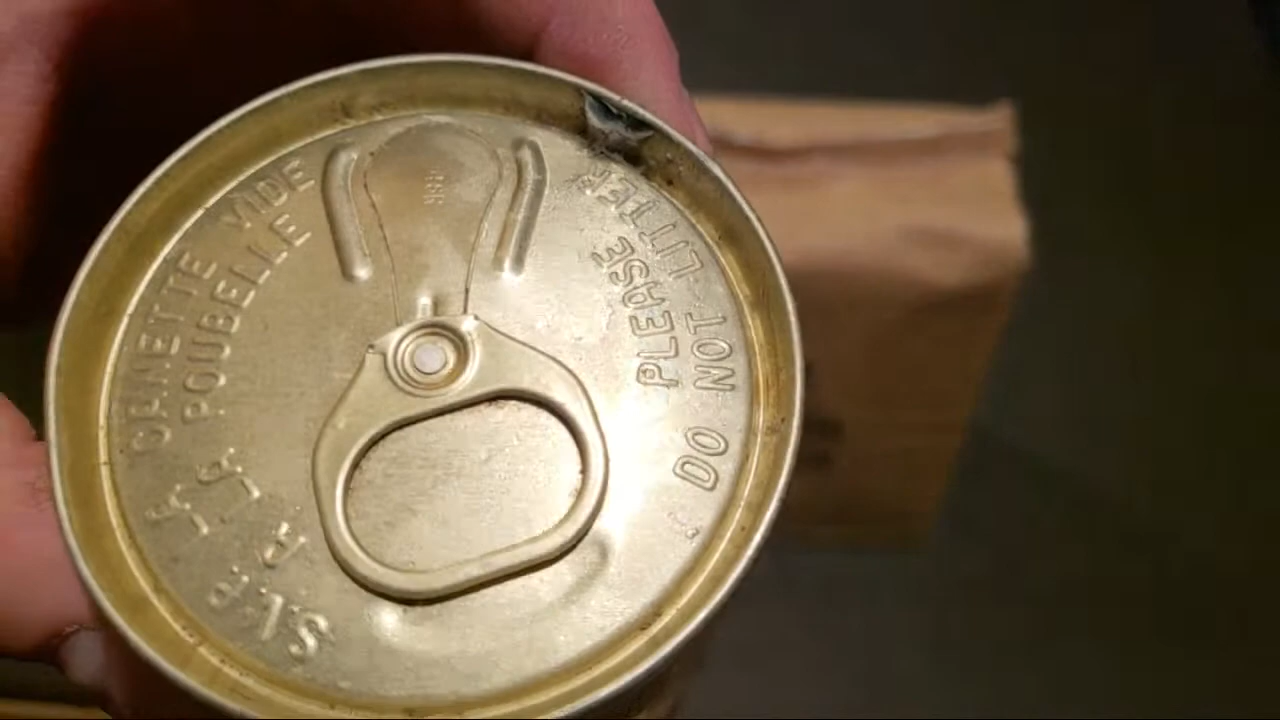 S.V.P.
CANETTE VIDE
POUBELLE
PLEASE
DO NOT LITTER